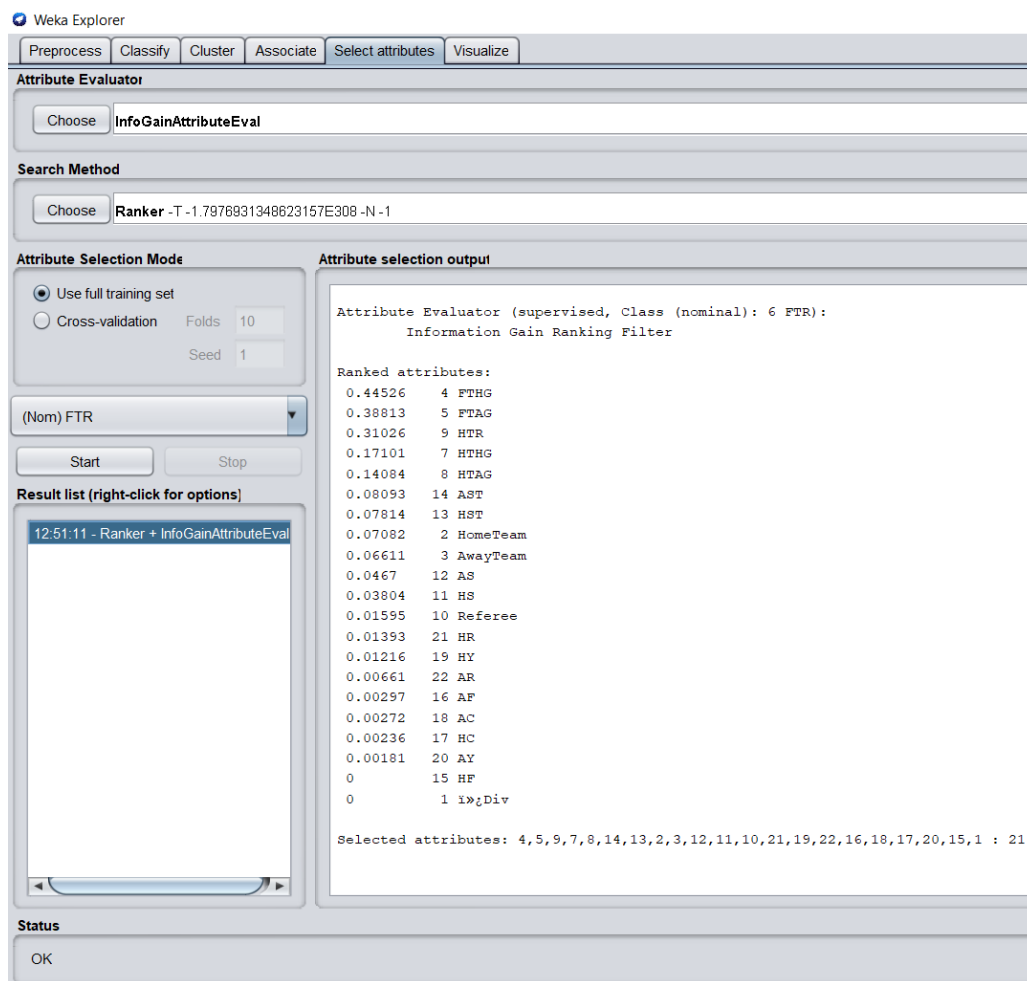 Weka Explorer
Preprocess Classify Cluster Associate Select attributes Visualize
Attribute Evaluator
Choose InfoGainAttributeEval
Search Method
Choose Ranker -T -1.7976931348623157E308 -N -1
Attribute Selection Mode
Use full training set
Cross-validation Folds 10
Seed 1
(Nom) FTR
Start Stop
Result list (right-click for options)
12:51:11 - Ranker + InfoGainAttributeEval
Attribute selection output
Attribute Evaluator (supervised, Class (nominal): 6 FTR):
Information Gain Ranking Filter
Ranked attributes:
0.44526 4 FTHG
0.38813 5 FTAG
0.31026 9 HTR
0.17101 7 HTHG
0.14084 8 HTAG
0.08093 14 AST
0.07814 13 HST
0.07082 2 HomeTeam
0.06611 3 AwayTeam
0.0467 12 AS
0.03804 11 HS
0.01595 10 Referee
0.01393 21 HR
0.01216 19 HY
0.00661 22 AR
0.00297 16 AF
0.00272 18 AC
0.00236 17 HC
0.00181 20 AY
0 15 HF
0 1 ï»¿Div
Selected attributes: 4,5,9,7,8,14,13,2,3,12,11,10,21,19,22,16,18,17,20,15,1 : 21
Status
OK